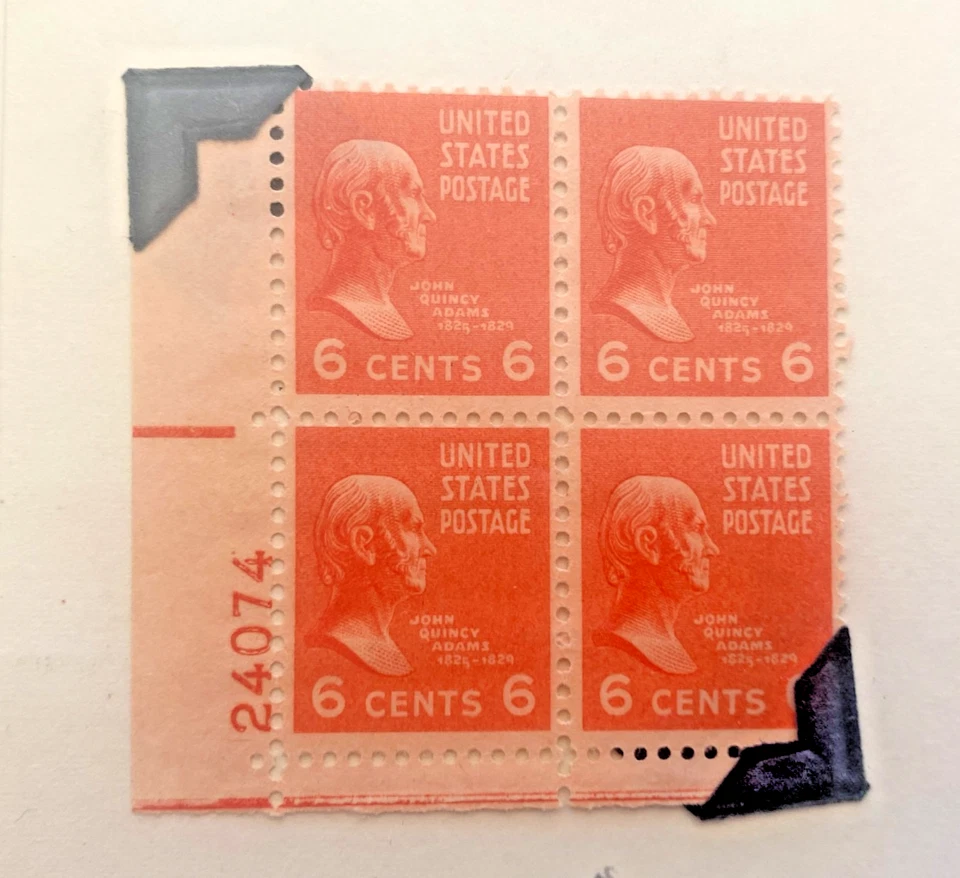 UNITED
STATES
POSTAGE
JOHN
QUINCY
ADAMS
1825-1829
6 CENTS 6
UNITED
STATES
POSTAGE
JOHN
QUINCY
ADAMS
1825-1829
6 CENTS 6
24074
UNITED
STATES
POSTAGE
JOHN
QUINCY
ADAMS
1825-1829
6 CENTS 6
UNITED
STATES
POSTAGE
JOHN
QUINCY
ADAMS
1825-1829
6 CENTS